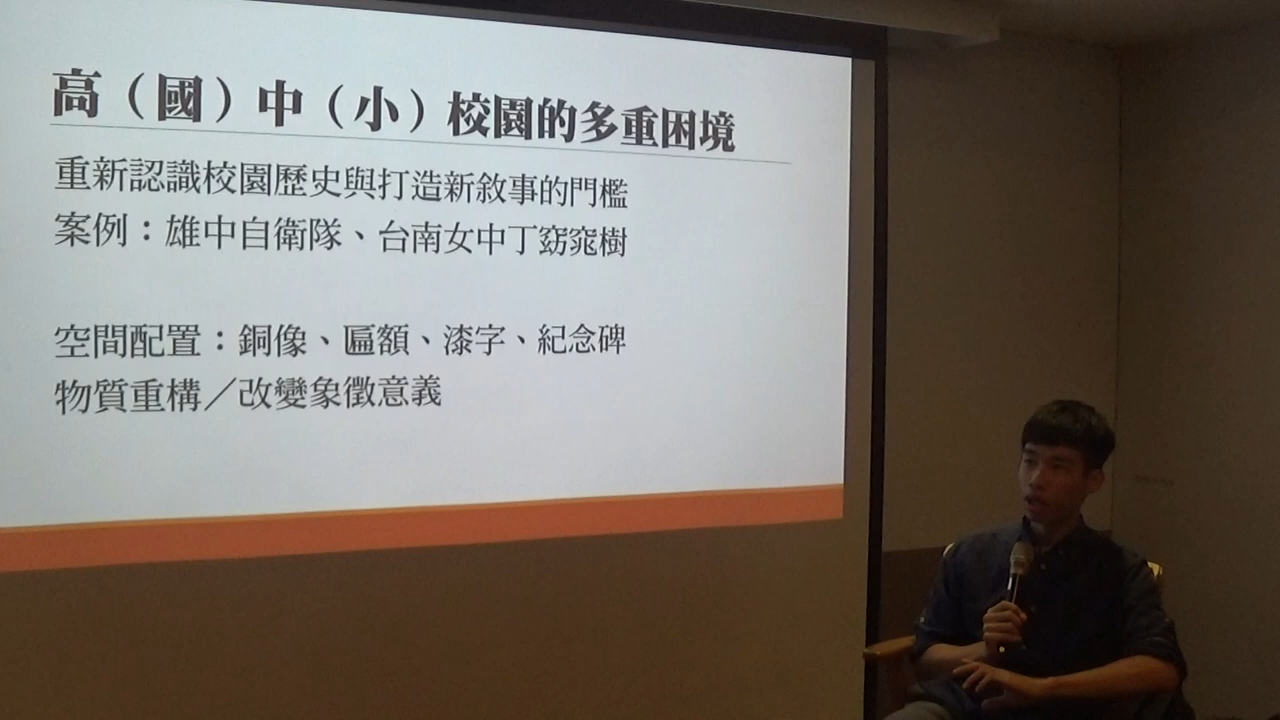 高（國）中（小）校園的多重困境
重新認識校園歷史與打造新敘事的門檻
案例：雄中自衛隊、台南女中丁窈窕樹
空間配置：銅像、匾額、漆字、紀念碑
物質重構／改變象徵意義